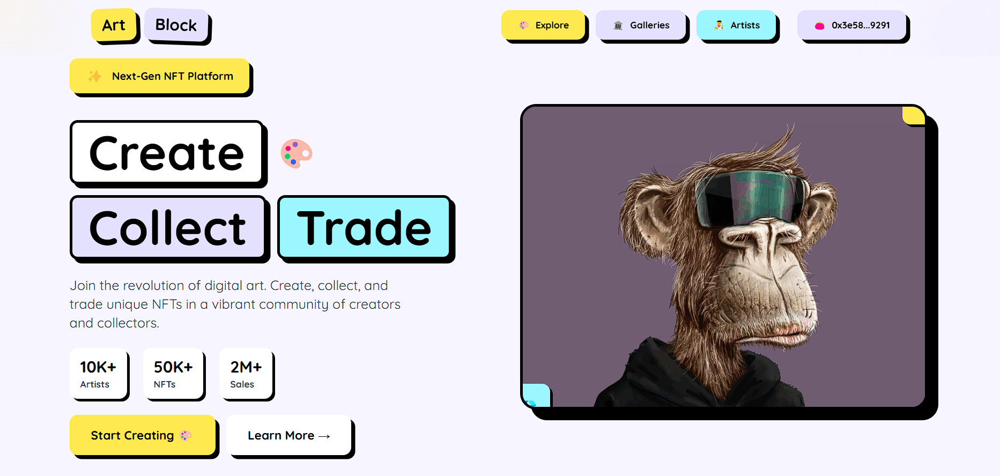 Art Block
Explore
Galleries
Artists
0x3e58...9291
Next-Gen NFT Platform
Create
Collect Trade
Join the revolution of digital art. Create, collect, and
trade unique NFTs in a vibrant community of creators
and collectors.
10K+
Artists
50K+
NFTs
2M+
Sales
Start Creating
Learn More →